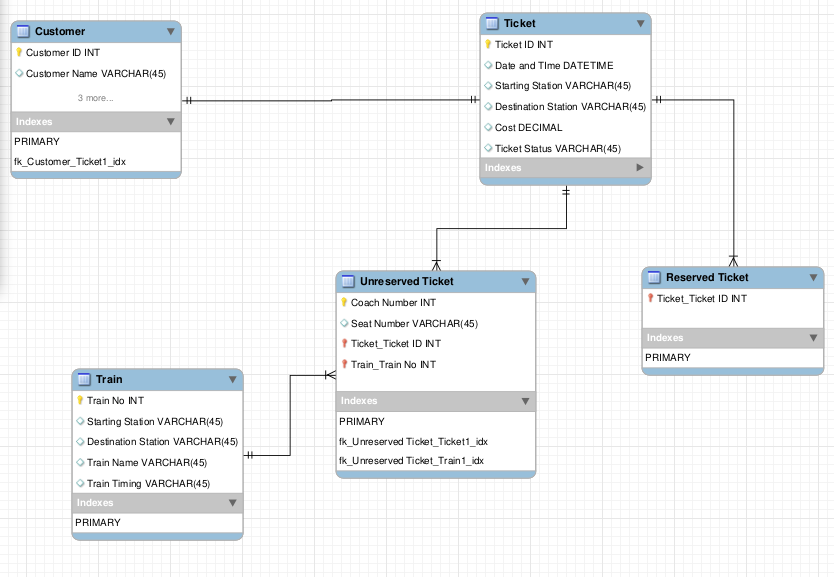 Customer
Customer ID INT
Customer Name VARCHAR(45)
3 more...
Indexes
PRIMARY
fk_Customer_Ticket1_idx
Ticket
Ticket ID INT
Date and TIme DATETIME
Starting Station VARCHAR(45)
Destination Station VARCHAR(45)
Cost DECIMAL
Ticket Status VARCHAR(45)
Indexes
Unreserved Ticket
Coach Number INT
Seat Number VARCHAR(45)
Ticket_Ticket ID INT
Train_Train No INT
Indexes
PRIMARY
fk_Unreserved Ticket_Ticket1_idx
fk_Unreserved Ticket_Train1_idx
Reserved Ticket
Ticket_Ticket ID INT
Indexes
PRIMARY
Train
Train No INT
Starting Station VARCHAR(45)
Destination Station VARCHAR(45)
Train Name VARCHAR(45)
Train Timing VARCHAR(45)
Indexes
PRIMARY